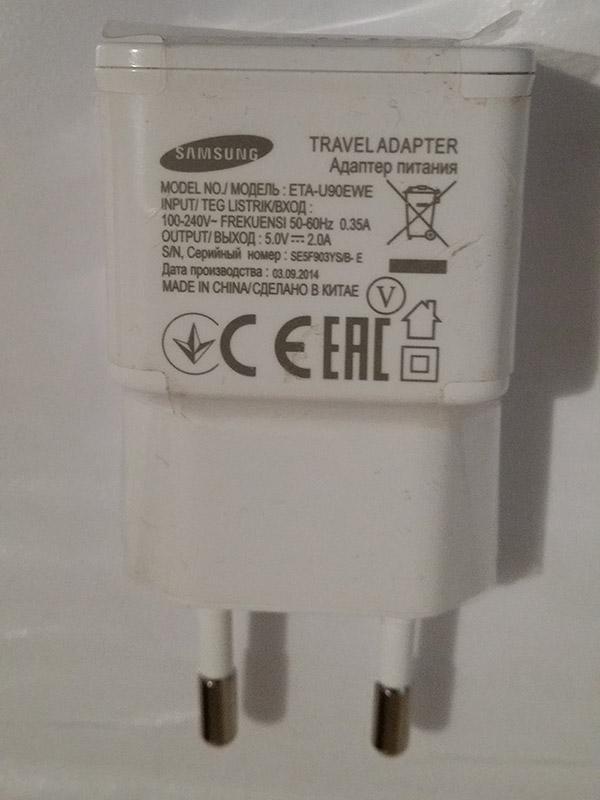 SAMSUNG
TRAVEL ADAPTER
Адаптер питания
MODEL NO./ МОДЕЛЬ : ETA-U90EWE
INPUT/ TEG LISTRIK/ВХОД :
100-240V~ FREKUENSI 50-60Hz 0.35A
OUTPUT/ ВЫХОД : 5.0V⎓ 2.0A
S/N, Серийный номер : SE5F903YS/B- E
Дата производства : 03.09.2014
MADE IN CHINA/СДЕЛАНО В КИТАЕ
V
CE EAC